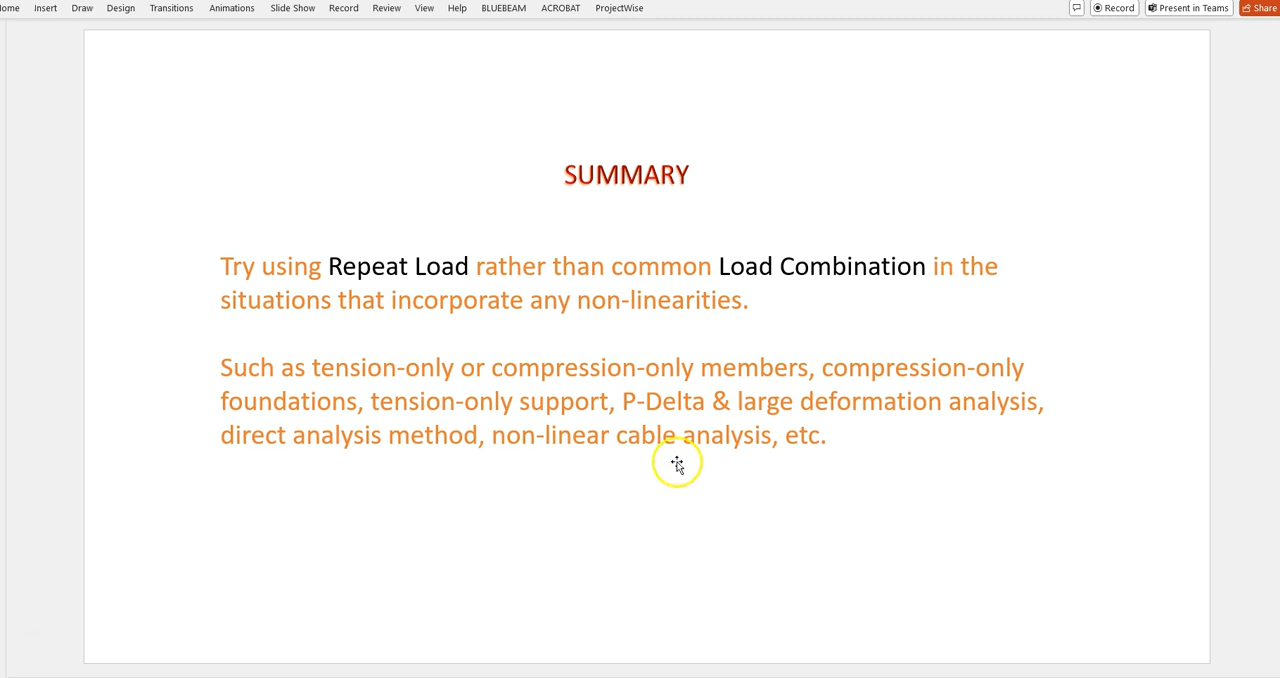 ome Insert Draw Design Transitions Animations Slide Show Record Review View Help BLUEBEAM ACROBAT ProjectWise Record Present in Teams Share
SUMMARY
Try using Repeat Load rather than common Load Combination in the
situations that incorporate any non-linearities.
Such as tension-only or compression-only members, compression-only
foundations, tension-only support, P-Delta & large deformation analysis,
direct analysis method, non-linear cable analysis, etc.